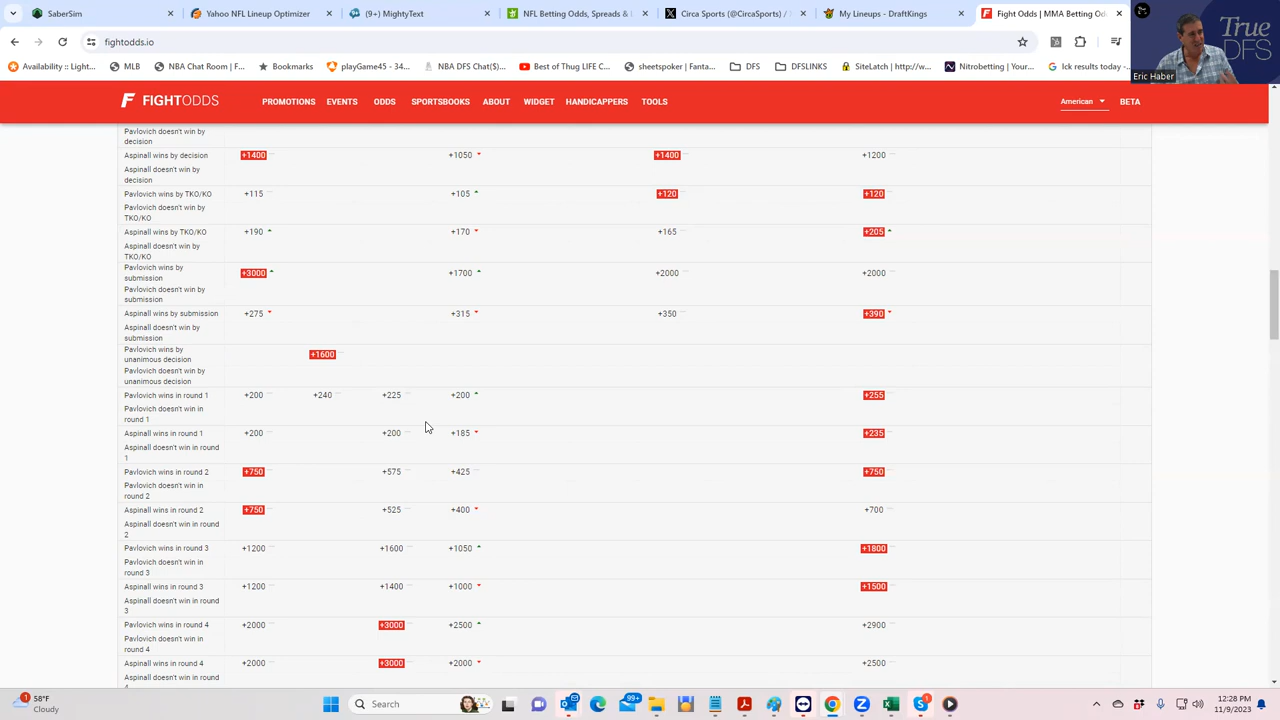 SaberSim
Yahoo NFL Lineup Optimizer
(9+) MightyText
NFL Betting Odds, Spreads &
Circa Sports (@CircaSports) /
My Lineups - DraftKings
Fight Odds | MMA Betting Od
fightodds.io
True
DFS
Eric Haber
Availability :: Light...
MLB
NBA Chat Room | F...
Bookmarks
playGame45 - 34...
NBA DFS Chat($)...
Best of Thug LIFE C...
sheetspoker | Fanta...
DFS
DFSLINKS
SiteLatch | http://w...
Nitrobetting | Your...
Ick results today -...
FIGHTODDS
PROMOTIONS
EVENTS
ODDS
SPORTSBOOKS
ABOUT
WIDGET
HANDICAPPERS
TOOLS
American
BETA
Pavlovich doesn't win by
decision
Aspinall wins by decision +1400 +1050 +1400 +1200
Aspinall doesn't win by
decision
Pavlovich wins by TKO/KO +115 +105 +120 +120
Pavlovich doesn't win by
TKO/KO
Aspinall wins by TKO/KO +190 +170 +165 +205
Aspinall doesn't win by
TKO/KO
Pavlovich wins by
submission +3000 +1700 +2000 +2000
Pavlovich doesn't win by
submission
Aspinall wins by submission +275 +315 +350 +390
Aspinall doesn't win by
submission
Pavlovich wins by
unanimous decision +1600
Pavlovich doesn't win by
unanimous decision
Pavlovich wins in round 1 +200 +240 +225 +200 +255
Pavlovich doesn't win in
round 1
Aspinall wins in round 1 +200 +200 +185 +235
Aspinall doesn't win in round
1
Pavlovich wins in round 2 +750 +575 +425 +750
Pavlovich doesn't win in
round 2
Aspinall wins in round 2 +750 +525 +400 +700
Aspinall doesn't win in round
2
Pavlovich wins in round 3 +1200 +1600 +1050 +1800
Pavlovich doesn't win in
round 3
Aspinall wins in round 3 +1200 +1400 +1000 +1500
Aspinall doesn't win in round
3
Pavlovich wins in round 4 +2000 +3000 +2500 +2900
Pavlovich doesn't win in
round 4
Aspinall wins in round 4 +2000 +3000 +2000 +2500
Aspinall doesn't win in round
58°F
Cloudy
Search
99+
12:28 PM
11/9/2023